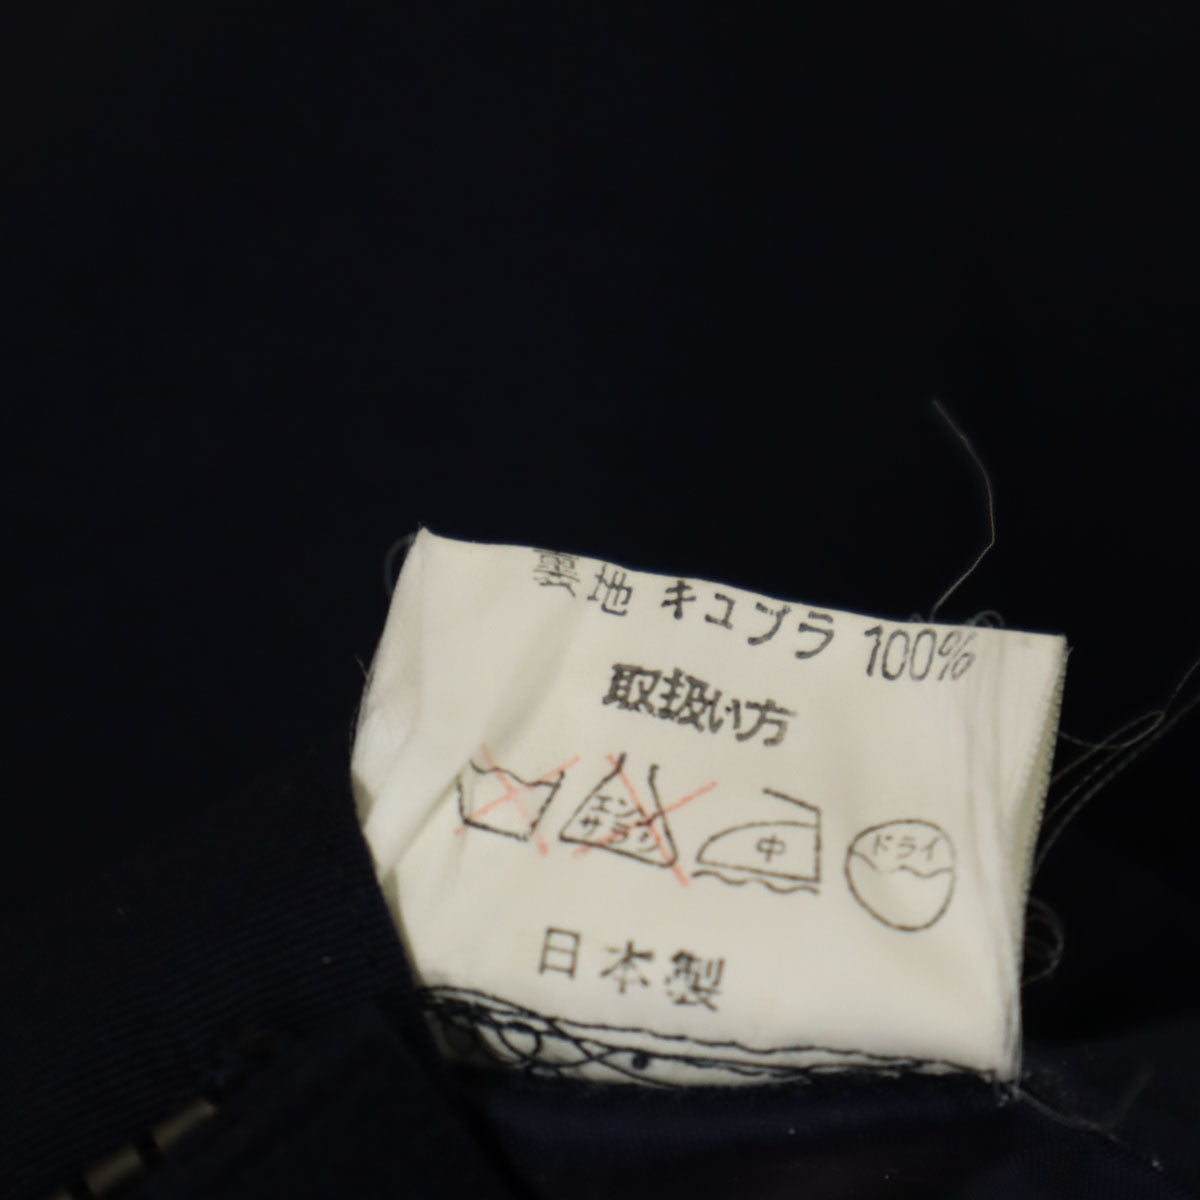 裏地 キュプラ 100%
取扱い方
エンソ サラシ 中 ドライ
日本製